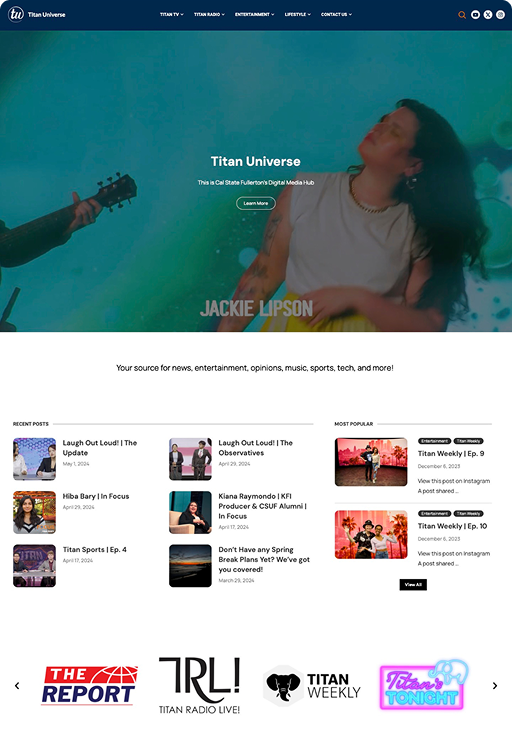 tu Titan Universe
TITAN TV TITAN RADIO ENTERTAINMENT LIFESTYLE CONTACT US
Titan Universe
This is Cal State Fullerton's Digital Media Hub
Learn More
JACKIE LIPSON
Your source for news, entertainment, opinions, music, sports, tech, and more!
RECENT POSTS
Laugh Out Loud! | The
Update
May 1, 2024
Hiba Bary | In Focus
April 29, 2024
TITAN
Titan Sports | Ep. 4
April 17, 2024
Laugh Out Loud! | The
Observatives
April 29, 2024
Kiana Raymondo | KFI
Producer & CSUF Alumni |
In Focus
April 17, 2024
Don't Have any Spring
Break Plans Yet? We've got
you covered!
March 29, 2024
MOST POPULAR
Entertainment Titan Weekly
Titan Weekly | Ep. 9
December 6, 2023
View this post on Instagram
A post shared ...
Entertainment Titan Weekly
Titan Weekly | Ep. 10
December 6, 2023
View this post on Instagram
A post shared ...
View All
THE
REPORT
TRL!
TITAN RADIO LIVE!
TITAN
WEEKLY
Titan's
TONIGHT